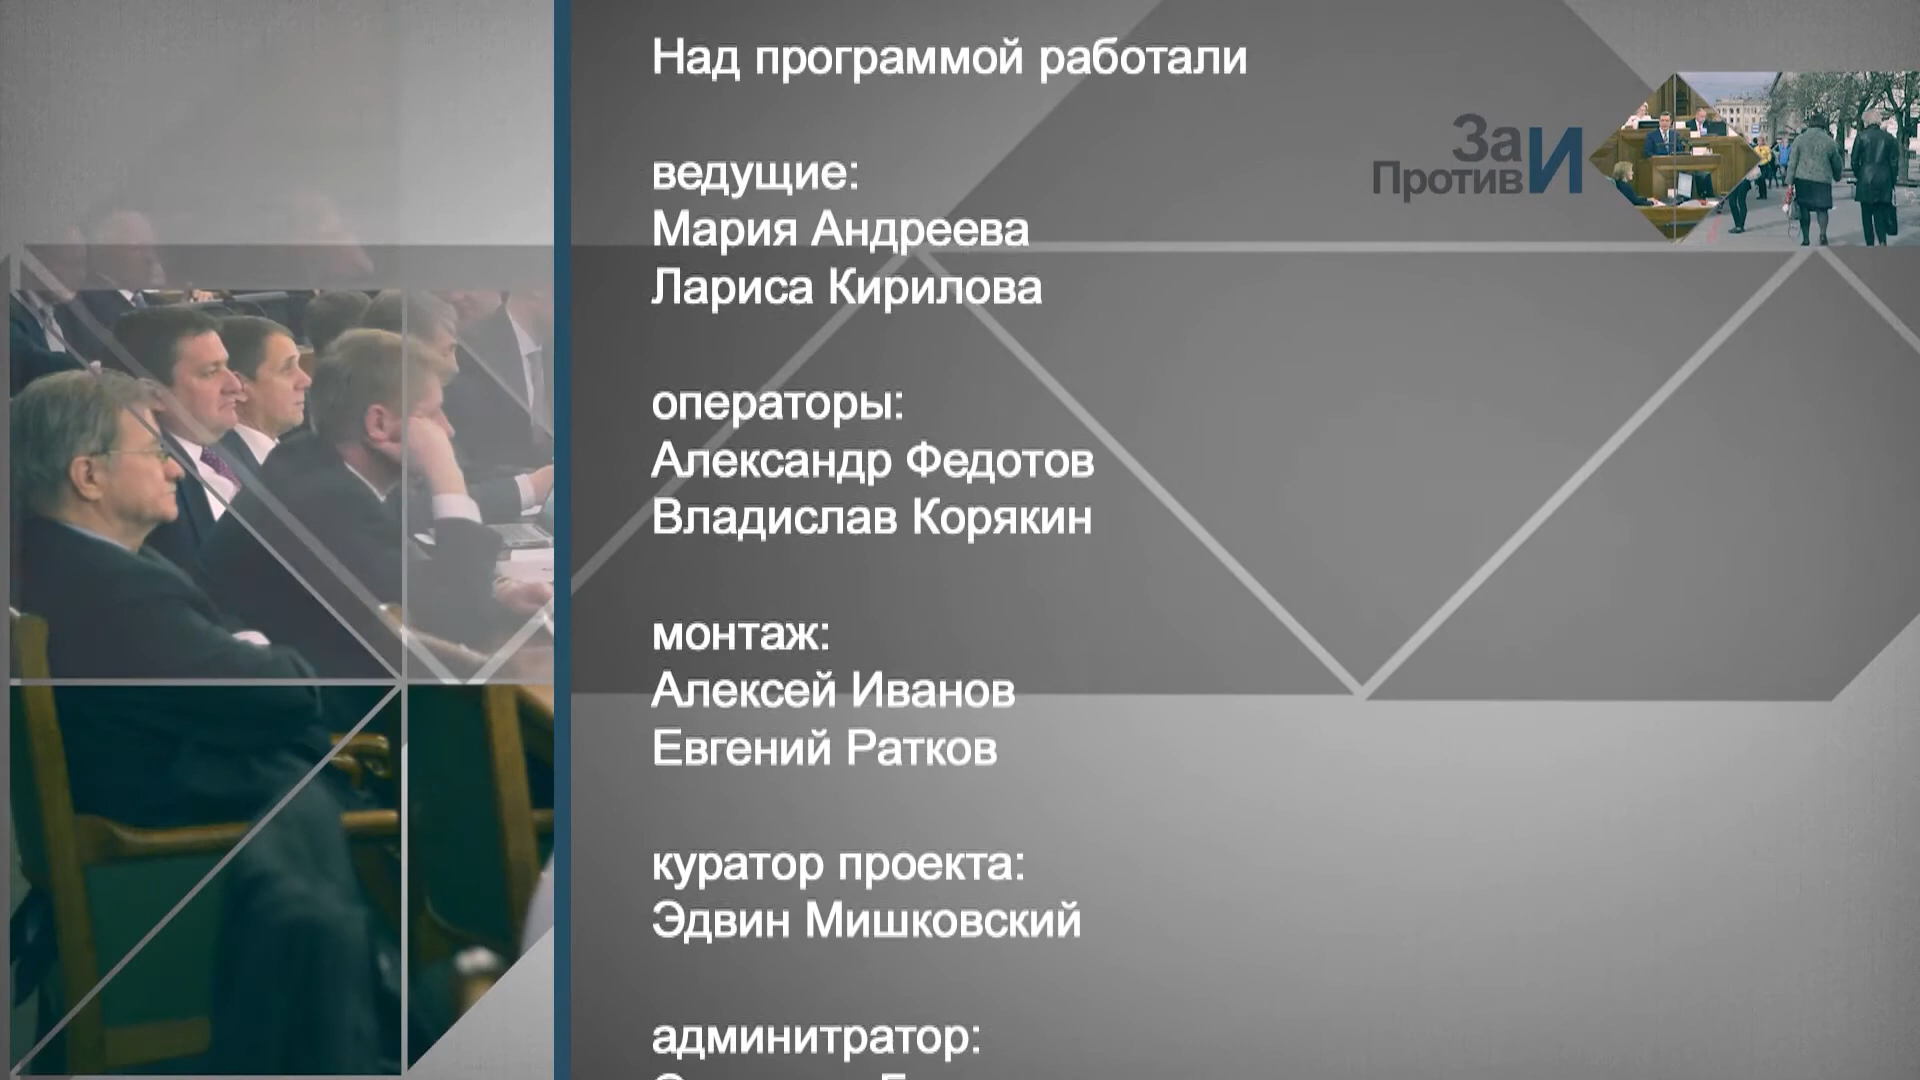 Над программой работали
За
Против И
ведущие:
Мария Андреева
Лариса Кирилова
операторы:
Александр Федотов
Владислав Корякин
монтаж:
Алексей Иванов
Евгений Ратков
куратор проекта:
Эдвин Мишковский
админитратор: